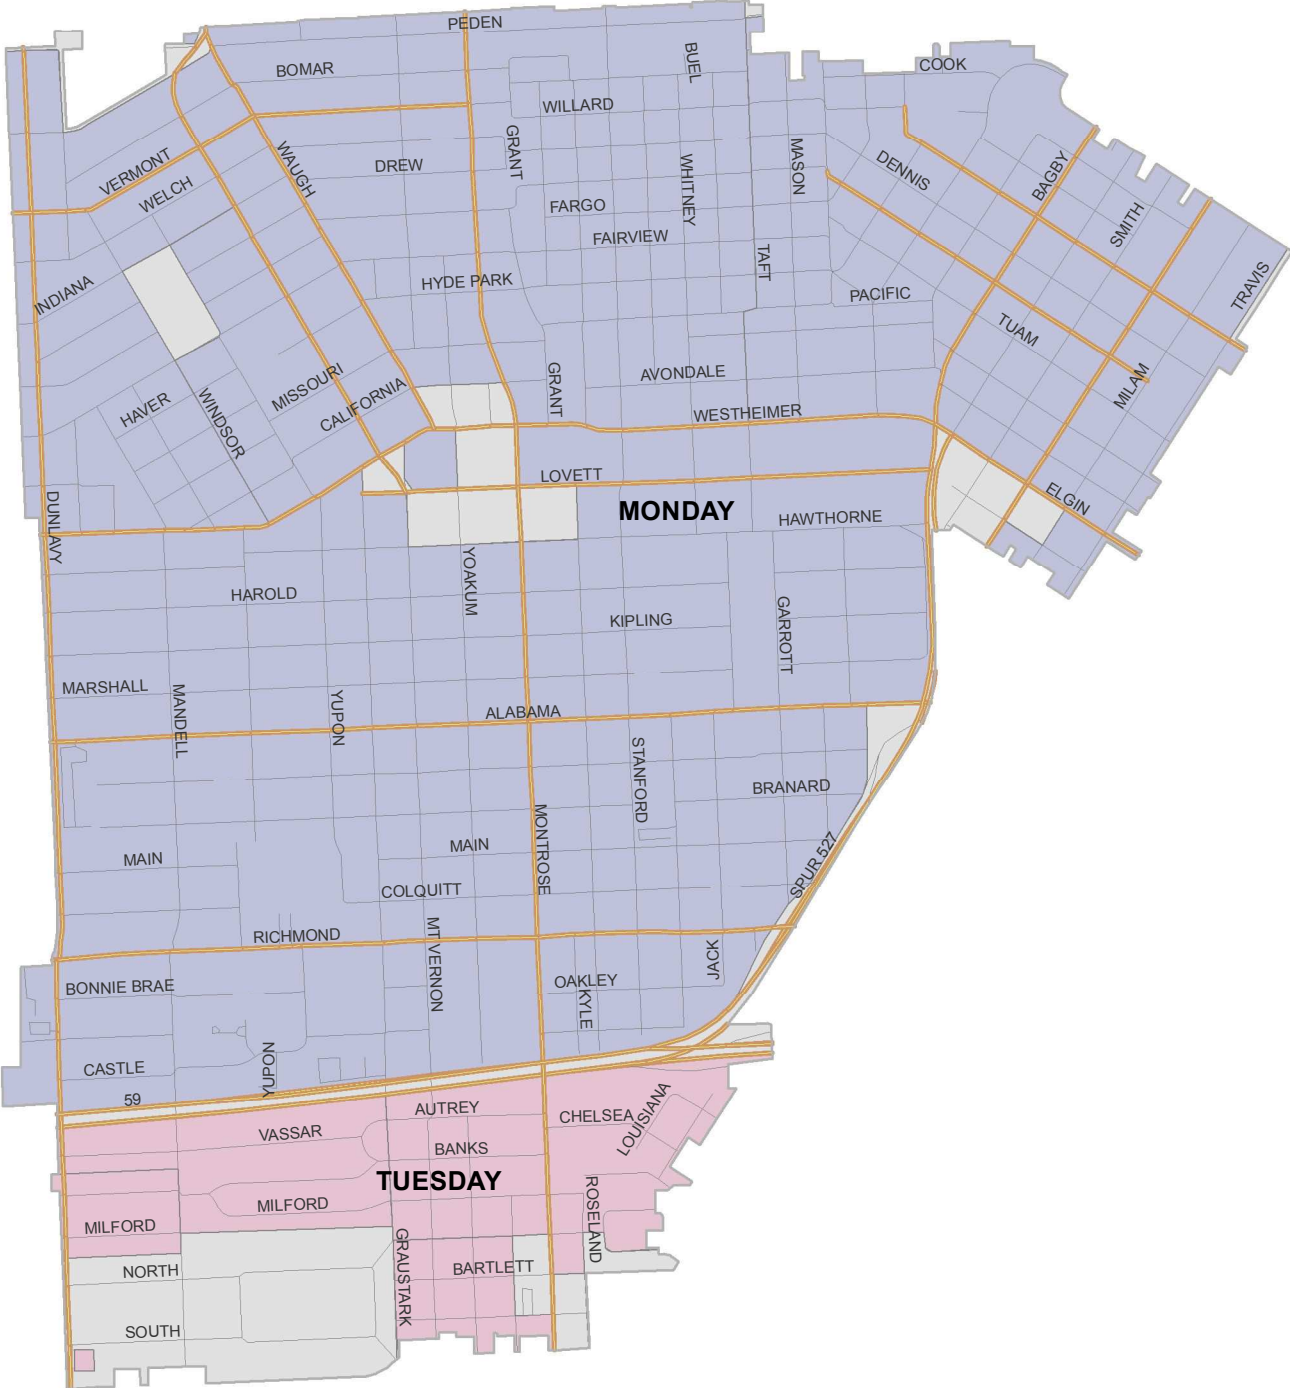 PEDEN
BUEL
COOK
BOMAR
WILLARD
GRANT
WAUGH
VERMONT
WELCH
DREW
WHITNEY
MASON
DENNIS
BAGBY
FARGO
SMITH
FAIRVIEW
TAFT
INDIANA
HYDE PARK
PACIFIC
TRAVIS
TUAM
MISSOURI
CALIFORNIA
GRANT
AVONDALE
MILAM
HAVER
WINDSOR
WESTHEIMER
LOVETT
ELGIN
DUNLAVY
MONDAY
HAWTHORNE
YOAKUM
HAROLD
KIPLING
GARROTT
MARSHALL
MANDELL
YUPON
ALABAMA
STANFORD
BRANARD
MONTROSE
MAIN
MAIN
SPUR 527
COLQUITT
RICHMOND
MT VERNON
JACK
BONNIE BRAE
OAKLEY
KYLE
CASTLE
YUPON
59
AUTREY
CHELSEA
LOUISIANA
VASSAR
BANKS
TUESDAY
MILFORD
ROSELAND
MILFORD
GRAUSTARK
NORTH
BARTLETT
SOUTH